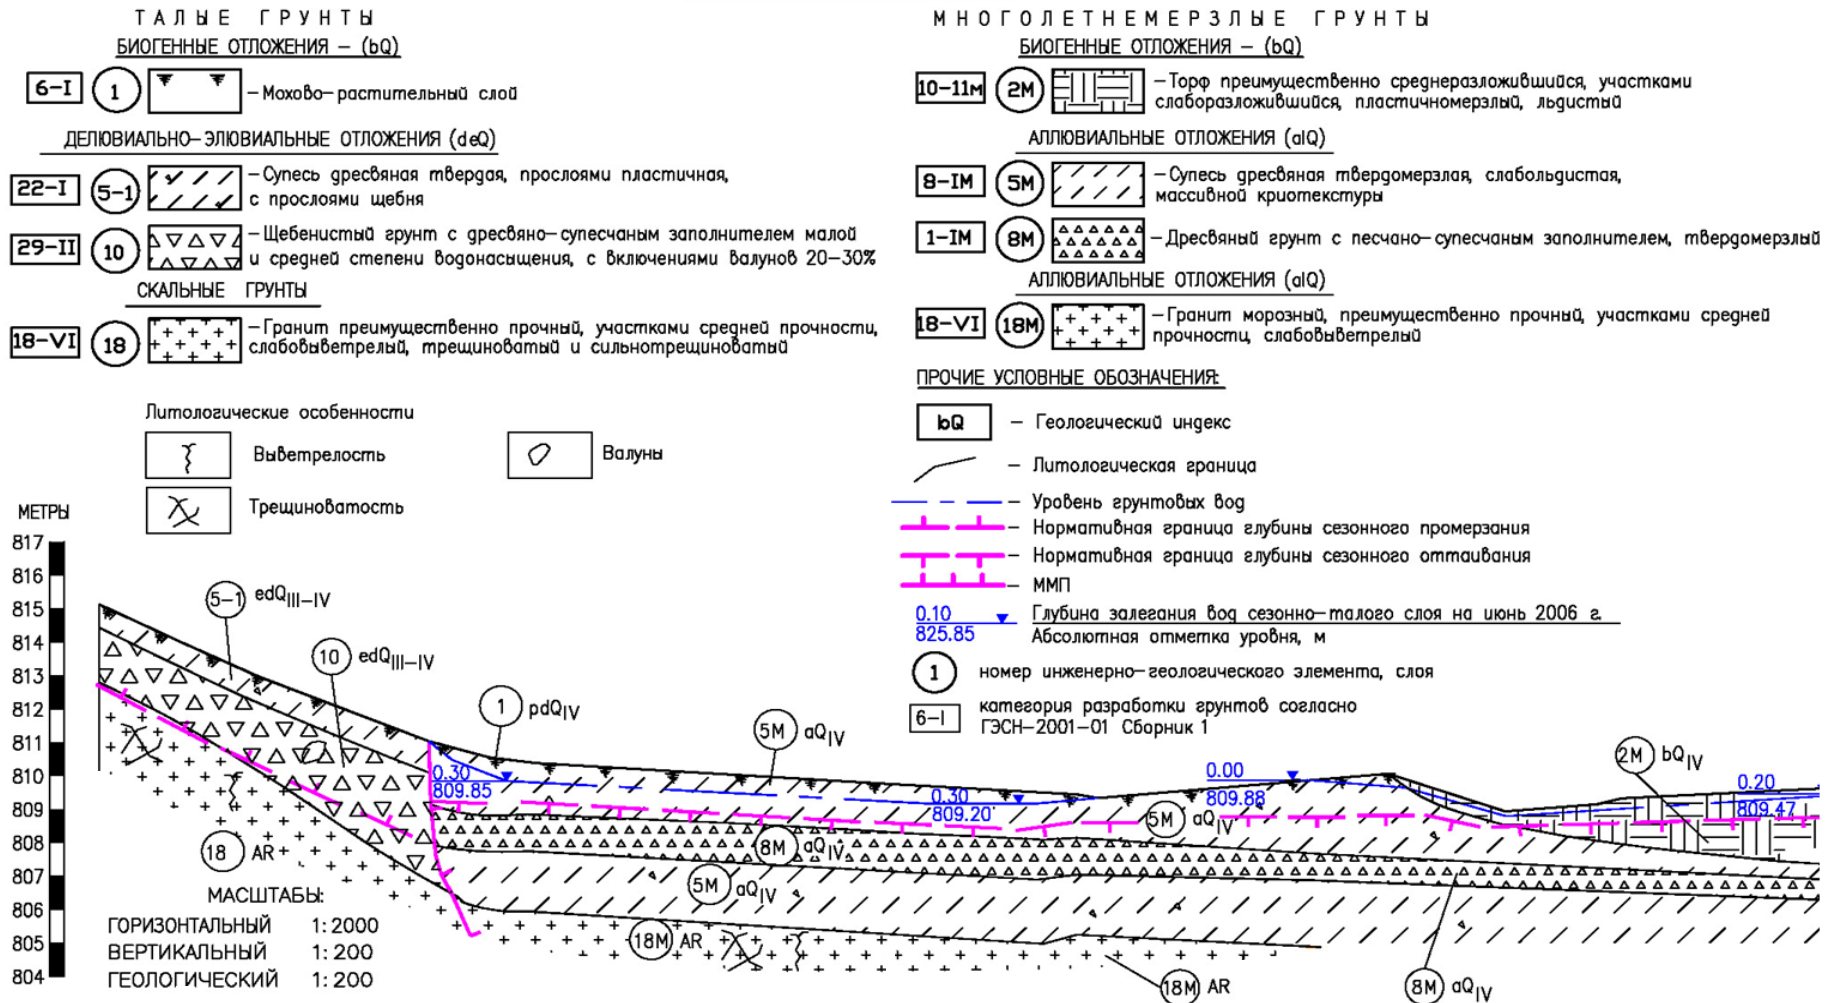 ТАЛЫЕ ГРУНТЫ
БИОГЕННЫЕ ОТЛОЖЕНИЯ – (bQ)
6-I 1 – Мохово-растительный слой
ДЕЛЮВИАЛЬНО-ЭЛЮВИАЛЬНЫЕ ОТЛОЖЕНИЯ (deQ)
22-I 5-1 – Супесь дресвяная твердая, прослоями пластичная,
с прослоями щебня
29-II 10 – Щебенистый грунт с дресвяно-супесчаным заполнителем малой
и средней степени водонасыщения, с включениями валунов 20-30%
СКАЛЬНЫЕ ГРУНТЫ
18-VI 18 – Гранит преимущественно прочный, участками средней прочности,
слабовыветрелый, трещиноватый и сильнотрещиноватый
Литологические особенности
Выветрелость
Валуны
Трещиноватость
МНОГОЛЕТНЕМЕРЗЛЫЕ ГРУНТЫ
БИОГЕННЫЕ ОТЛОЖЕНИЯ – (bQ)
10-11м 2М – Торф преимущественно среднеразложившийся, участками
слаборазложившийся, пластичномерзлый, льдистый
АЛЛЮВИАЛЬНЫЕ ОТЛОЖЕНИЯ (alQ)
8-IМ 5М – Супесь дресвяная твердомерзлая, слабольдистая,
массивной криотекстуры
1-IМ 8М – Дресвяный грунт с песчано-супесчаным заполнителем, твердомерзлый
АЛЛЮВИАЛЬНЫЕ ОТЛОЖЕНИЯ (alQ)
18-VI 18М – Гранит морозный, преимущественно прочный, участками средней
прочности, слабовыветрелый
ПРОЧИЕ УСЛОВНЫЕ ОБОЗНАЧЕНИЯ:
bQ – Геологический индекс
– Литологическая граница
– Уровень грунтовых вод
– Нормативная граница глубины сезонного промерзания
– Нормативная граница глубины сезонного оттаивания
– ММП
0.10 Глубина залегания вод сезонно-талого слоя на июнь 2006 г.
825.85 Абсолютная отметка уровня, м
1 номер инженерно-геологического элемента, слоя
6-I категория разработки грунтов согласно
ГЭСН-2001-01 Сборник 1
МЕТРЫ
817
816
815
814
813
812
811
810
809
808
807
806
805
804
5-1 edQIII-IV
10 edQIII-IV
1 pdQIV
5М aQIV
2М bQIV
0.30
809.85
0.30
809.20
0.00
809.88
0.20
809.47
5М aQIV
8М aQIV
5М aQIV
18 AR
18М AR
18М AR
8М aQIV
МАСШТАБЫ:
ГОРИЗОНТАЛЬНЫЙ 1:2000
ВЕРТИКАЛЬНЫЙ 1:200
ГЕОЛОГИЧЕСКИЙ 1:200